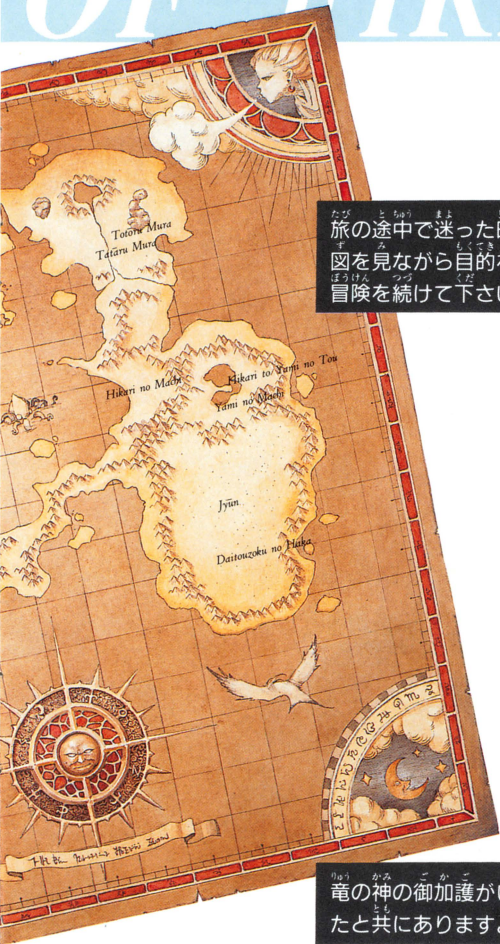 OF FIR
Totoru Mura
Tataru Mura
旅の途中で迷った
図を見ながら目的
冒険を続けて下さい
Hikari no Machi
Hikari to Yami no Tou
Yami no Machi
Jyūn
Daitouzoku no Haka
竜の神の御加護が
たと共にあります